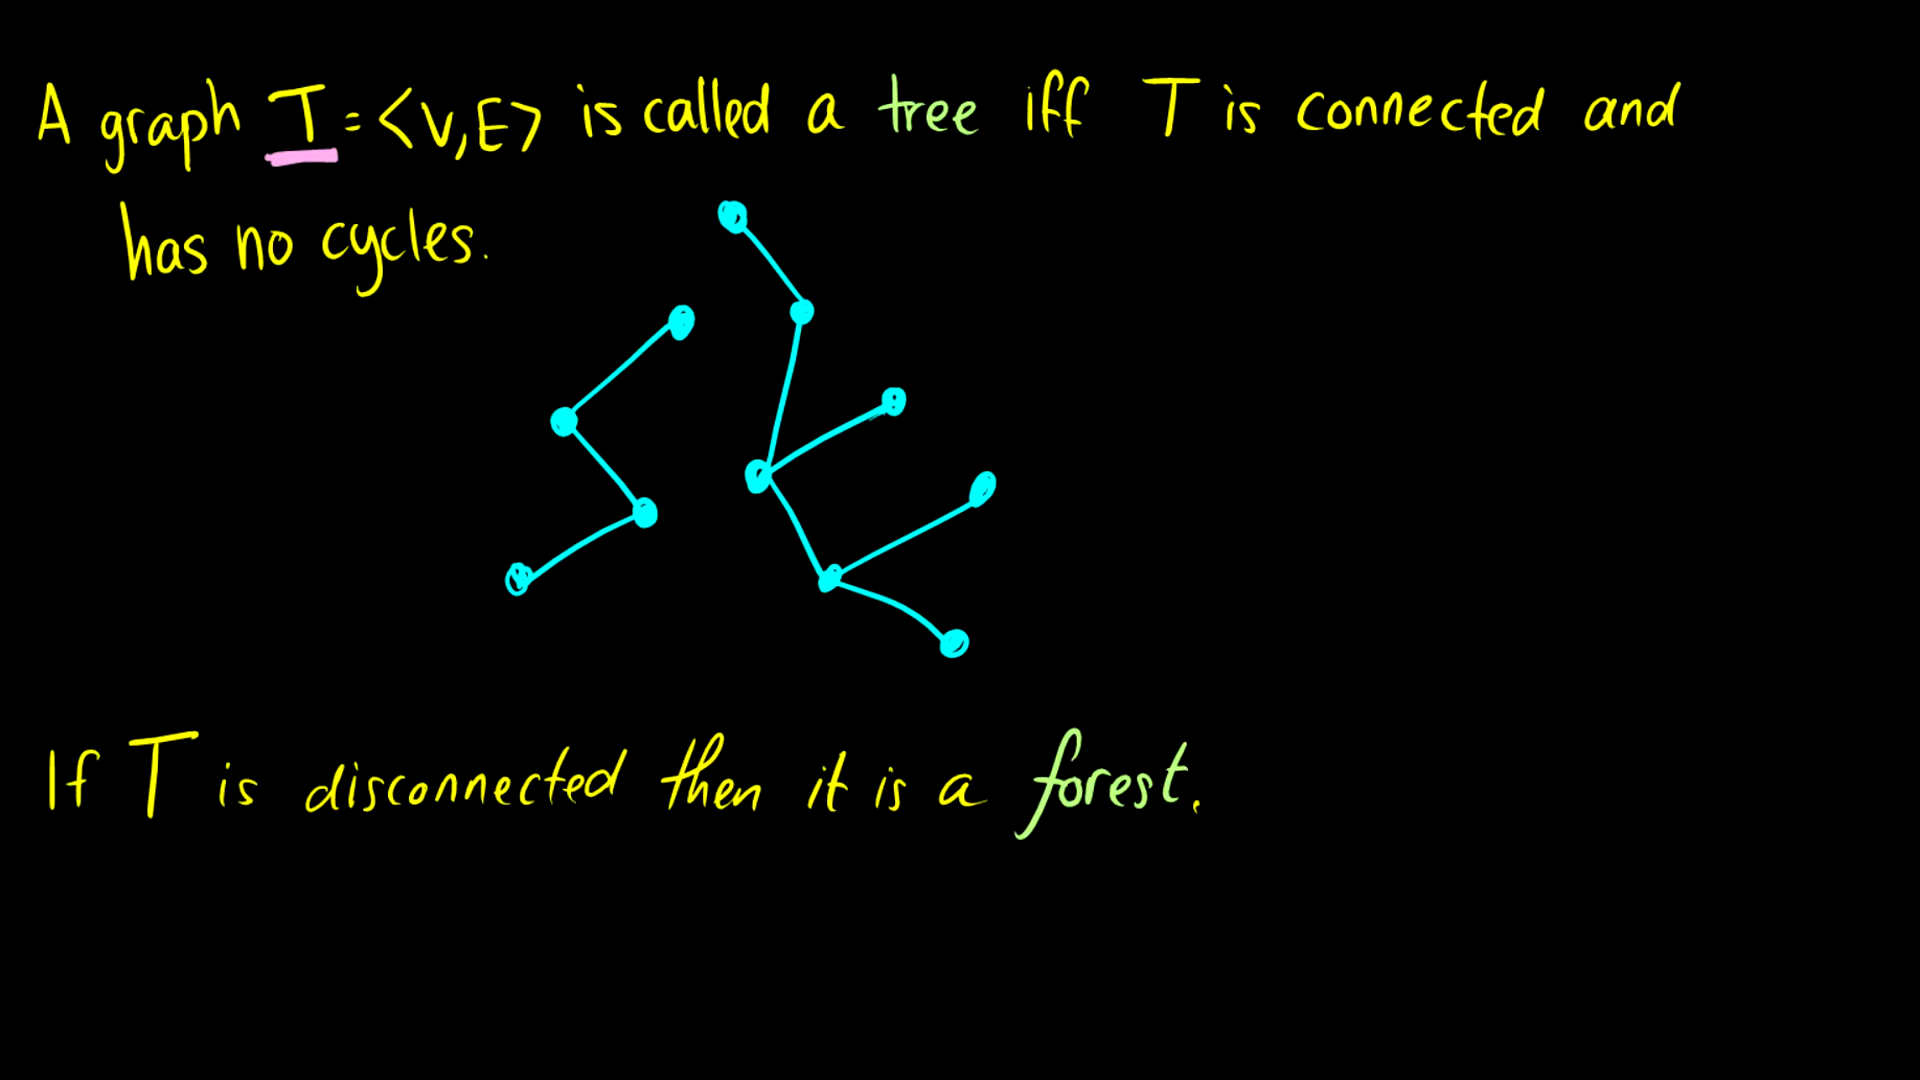 A graph T = <V,E> is called a tree iff T is connected and
has no cycles.
If T is disconnected then it is a forest.